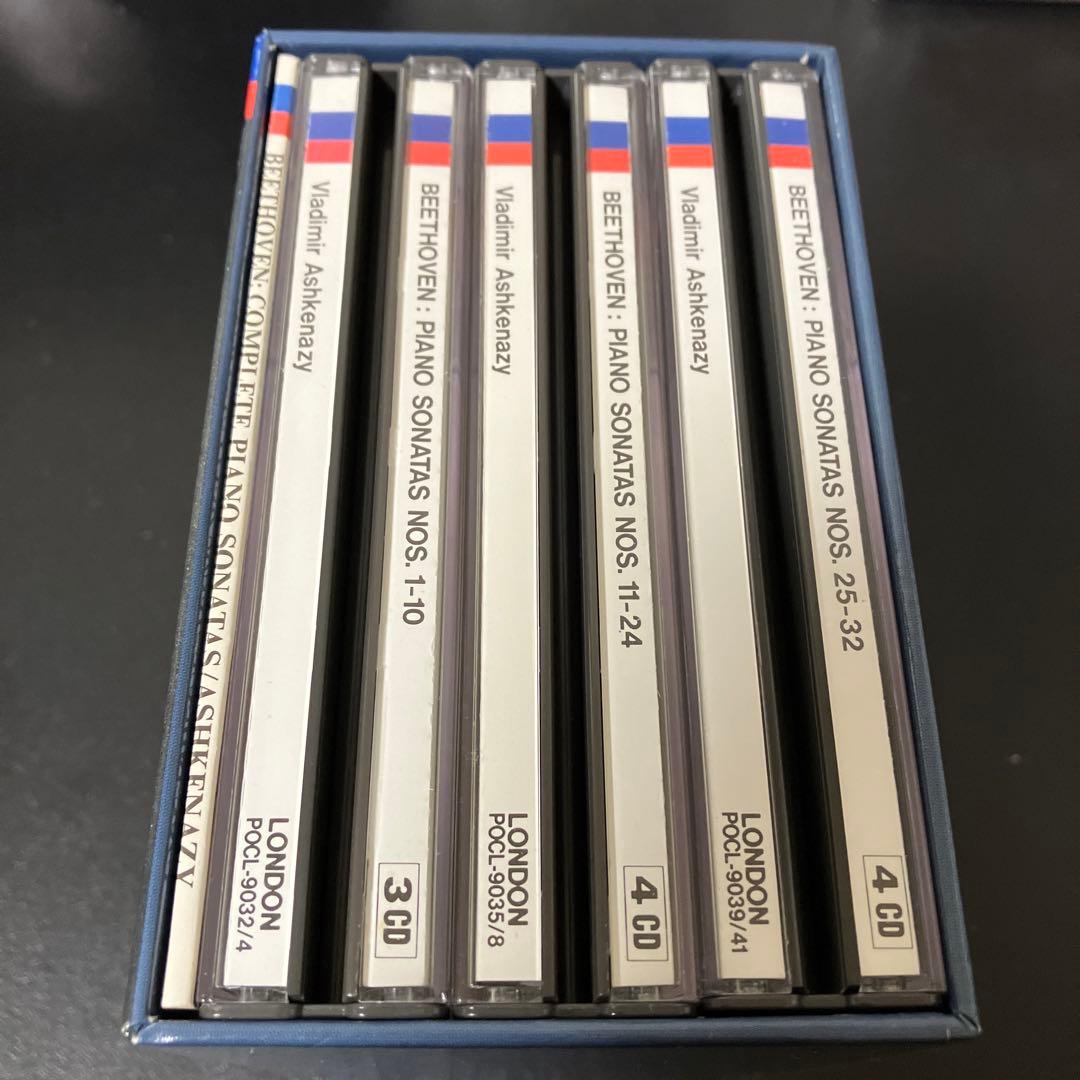 BEETHOVEN: COMPLETE PIANO SONATAS/ASHKENAZY
Vladimir Ashkenazy
LONDON
POCL-9032/4
BEETHOVEN: PIANO SONATAS NOS. 1-10
3 CD
Vladimir Ashkenazy
LONDON
POCL-9035/8
BEETHOVEN: PIANO SONATAS NOS. 11-24
4 CD
Vladimir Ashkenazy
LONDON
POCL-9039/41
BEETHOVEN: PIANO SONATAS NOS. 25-32
4 CD